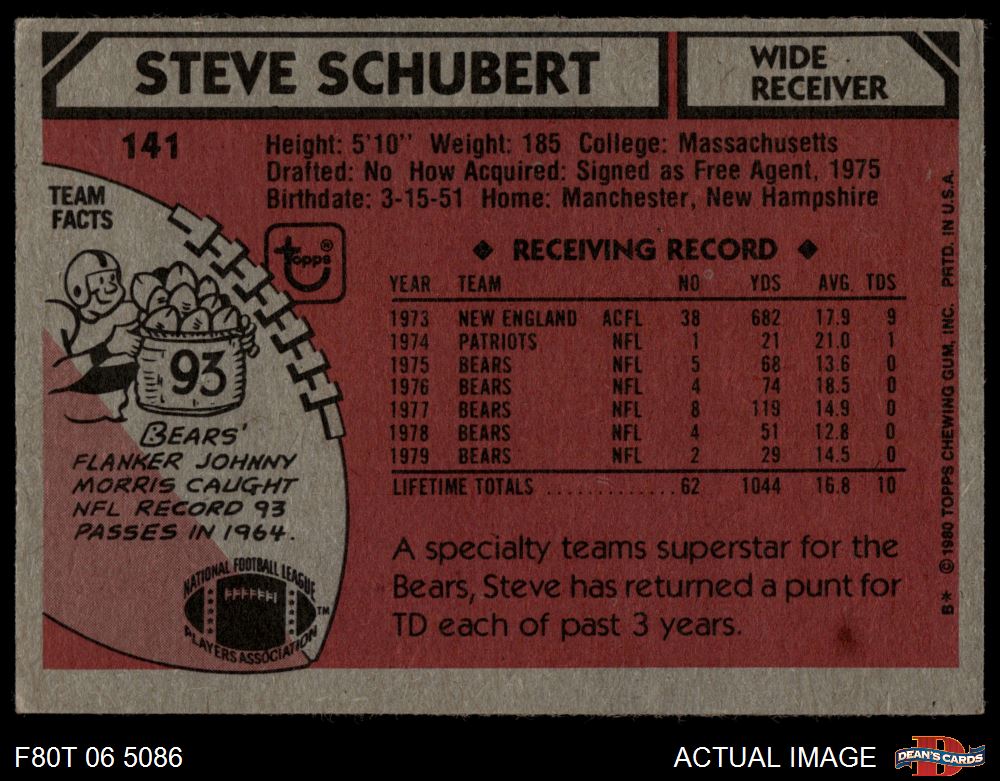 STEVE SCHUBERT
WIDE
RECEIVER
141
Height: 5'10" Weight: 185 College: Massachusetts
Drafted: No How Acquired: Signed as Free Agent, 1975
Birthdate: 3-15-51 Home: Manchester, New Hampshire
TEAM
FACTS
topps®
93
BEARS'
FLANKER JOHNNY
MORRIS CAUGHT
NFL RECORD 93
PASSES IN 1964.
NATIONAL FOOTBALL LEAGUE
PLAYERS ASSOCIATION
TM
◆ RECEIVING RECORD ◆
YEAR TEAM NO YDS AVG. TDS
1973 NEW ENGLAND ACFL 38 682 17.9 9
1974 PATRIOTS NFL 1 21 21.0 1
1975 BEARS NFL 5 68 13.6 0
1976 BEARS NFL 4 74 18.5 0
1977 BEARS NFL 8 119 14.9 0
1978 BEARS NFL 4 51 12.8 0
1979 BEARS NFL 2 29 14.5 0
LIFETIME TOTALS ............ 62 1044 16.8 10
A specialty teams superstar for the
Bears, Steve has returned a punt for
TD each of past 3 years.
B* © 1980 TOPPS CHEWING GUM, INC. PRTD. IN U.S.A.
F80T 06 5086
ACTUAL IMAGE
D
DEAN'S CARDS